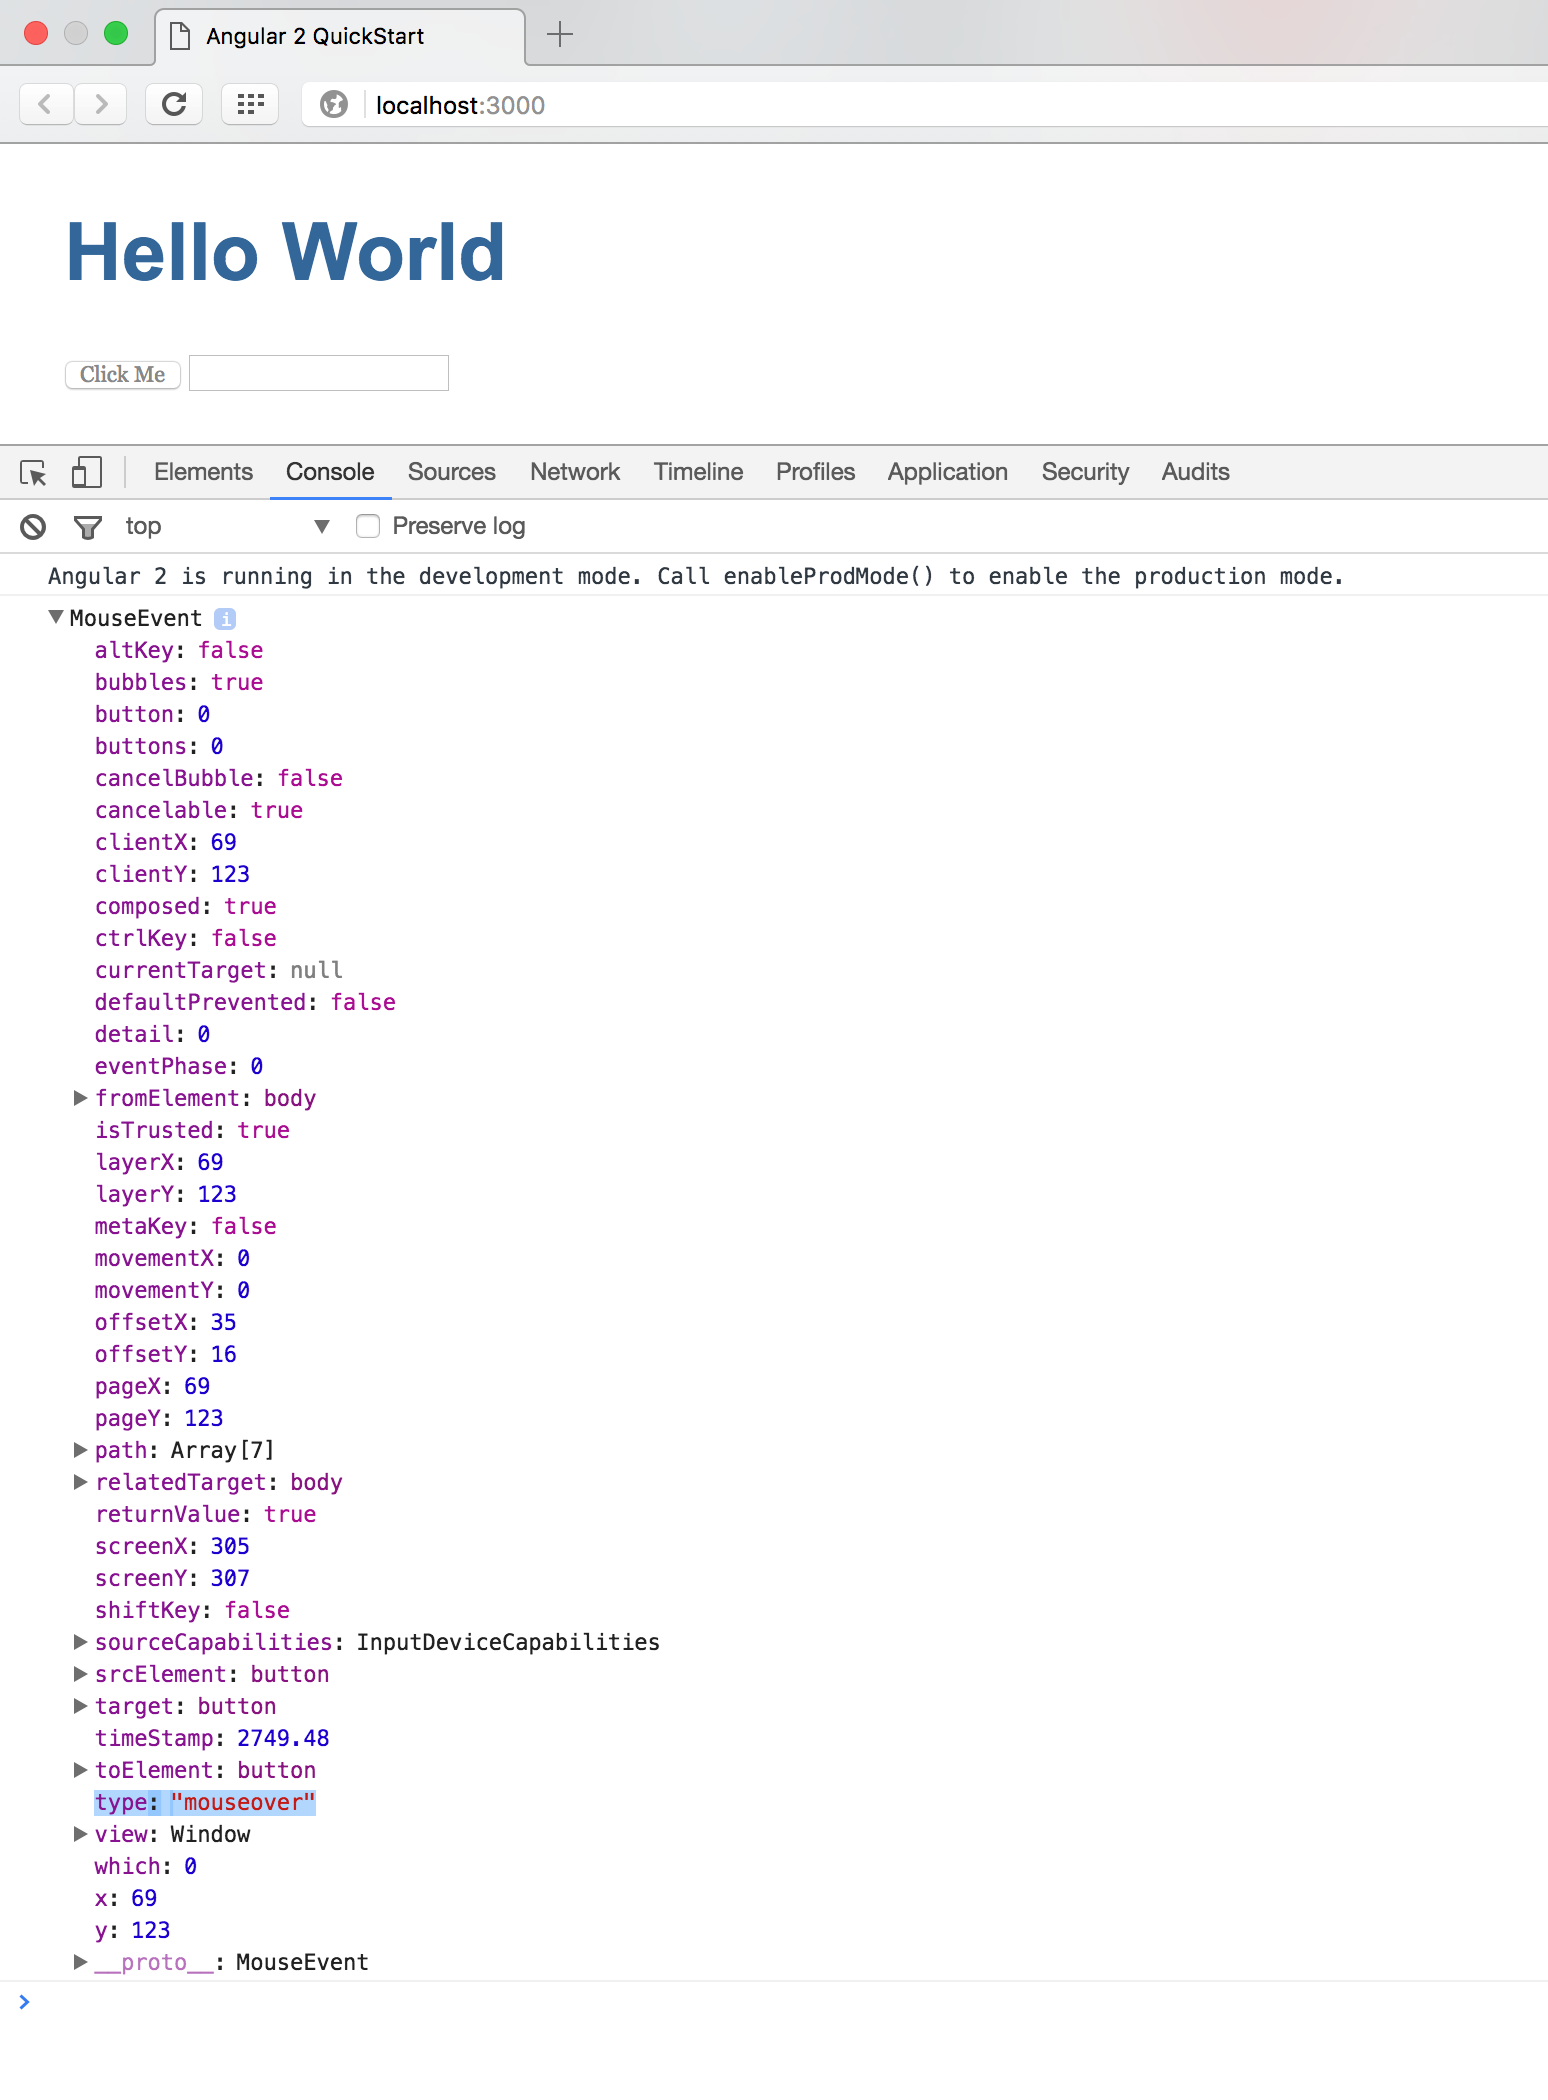 Angular 2 QuickStart
localhost:3000
Hello World
Click Me
Elements Console Sources Network Timeline Profiles Application Security Audits
top Preserve log
Angular 2 is running in the development mode. Call enableProdMode() to enable the production mode.
MouseEvent i
altKey: false
bubbles: true
button: 0
buttons: 0
cancelBubble: false
cancelable: true
clientX: 69
clientY: 123
composed: true
ctrlKey: false
currentTarget: null
defaultPrevented: false
detail: 0
eventPhase: 0
fromElement: body
isTrusted: true
layerX: 69
layerY: 123
metaKey: false
movementX: 0
movementY: 0
offsetX: 35
offsetY: 16
pageX: 69
pageY: 123
path: Array[7]
relatedTarget: body
returnValue: true
screenX: 305
screenY: 307
shiftKey: false
sourceCapabilities: InputDeviceCapabilities
srcElement: button
target: button
timeStamp: 2749.48
toElement: button
type: "mouseover"
view: Window
which: 0
x: 69
y: 123
__proto__: MouseEvent